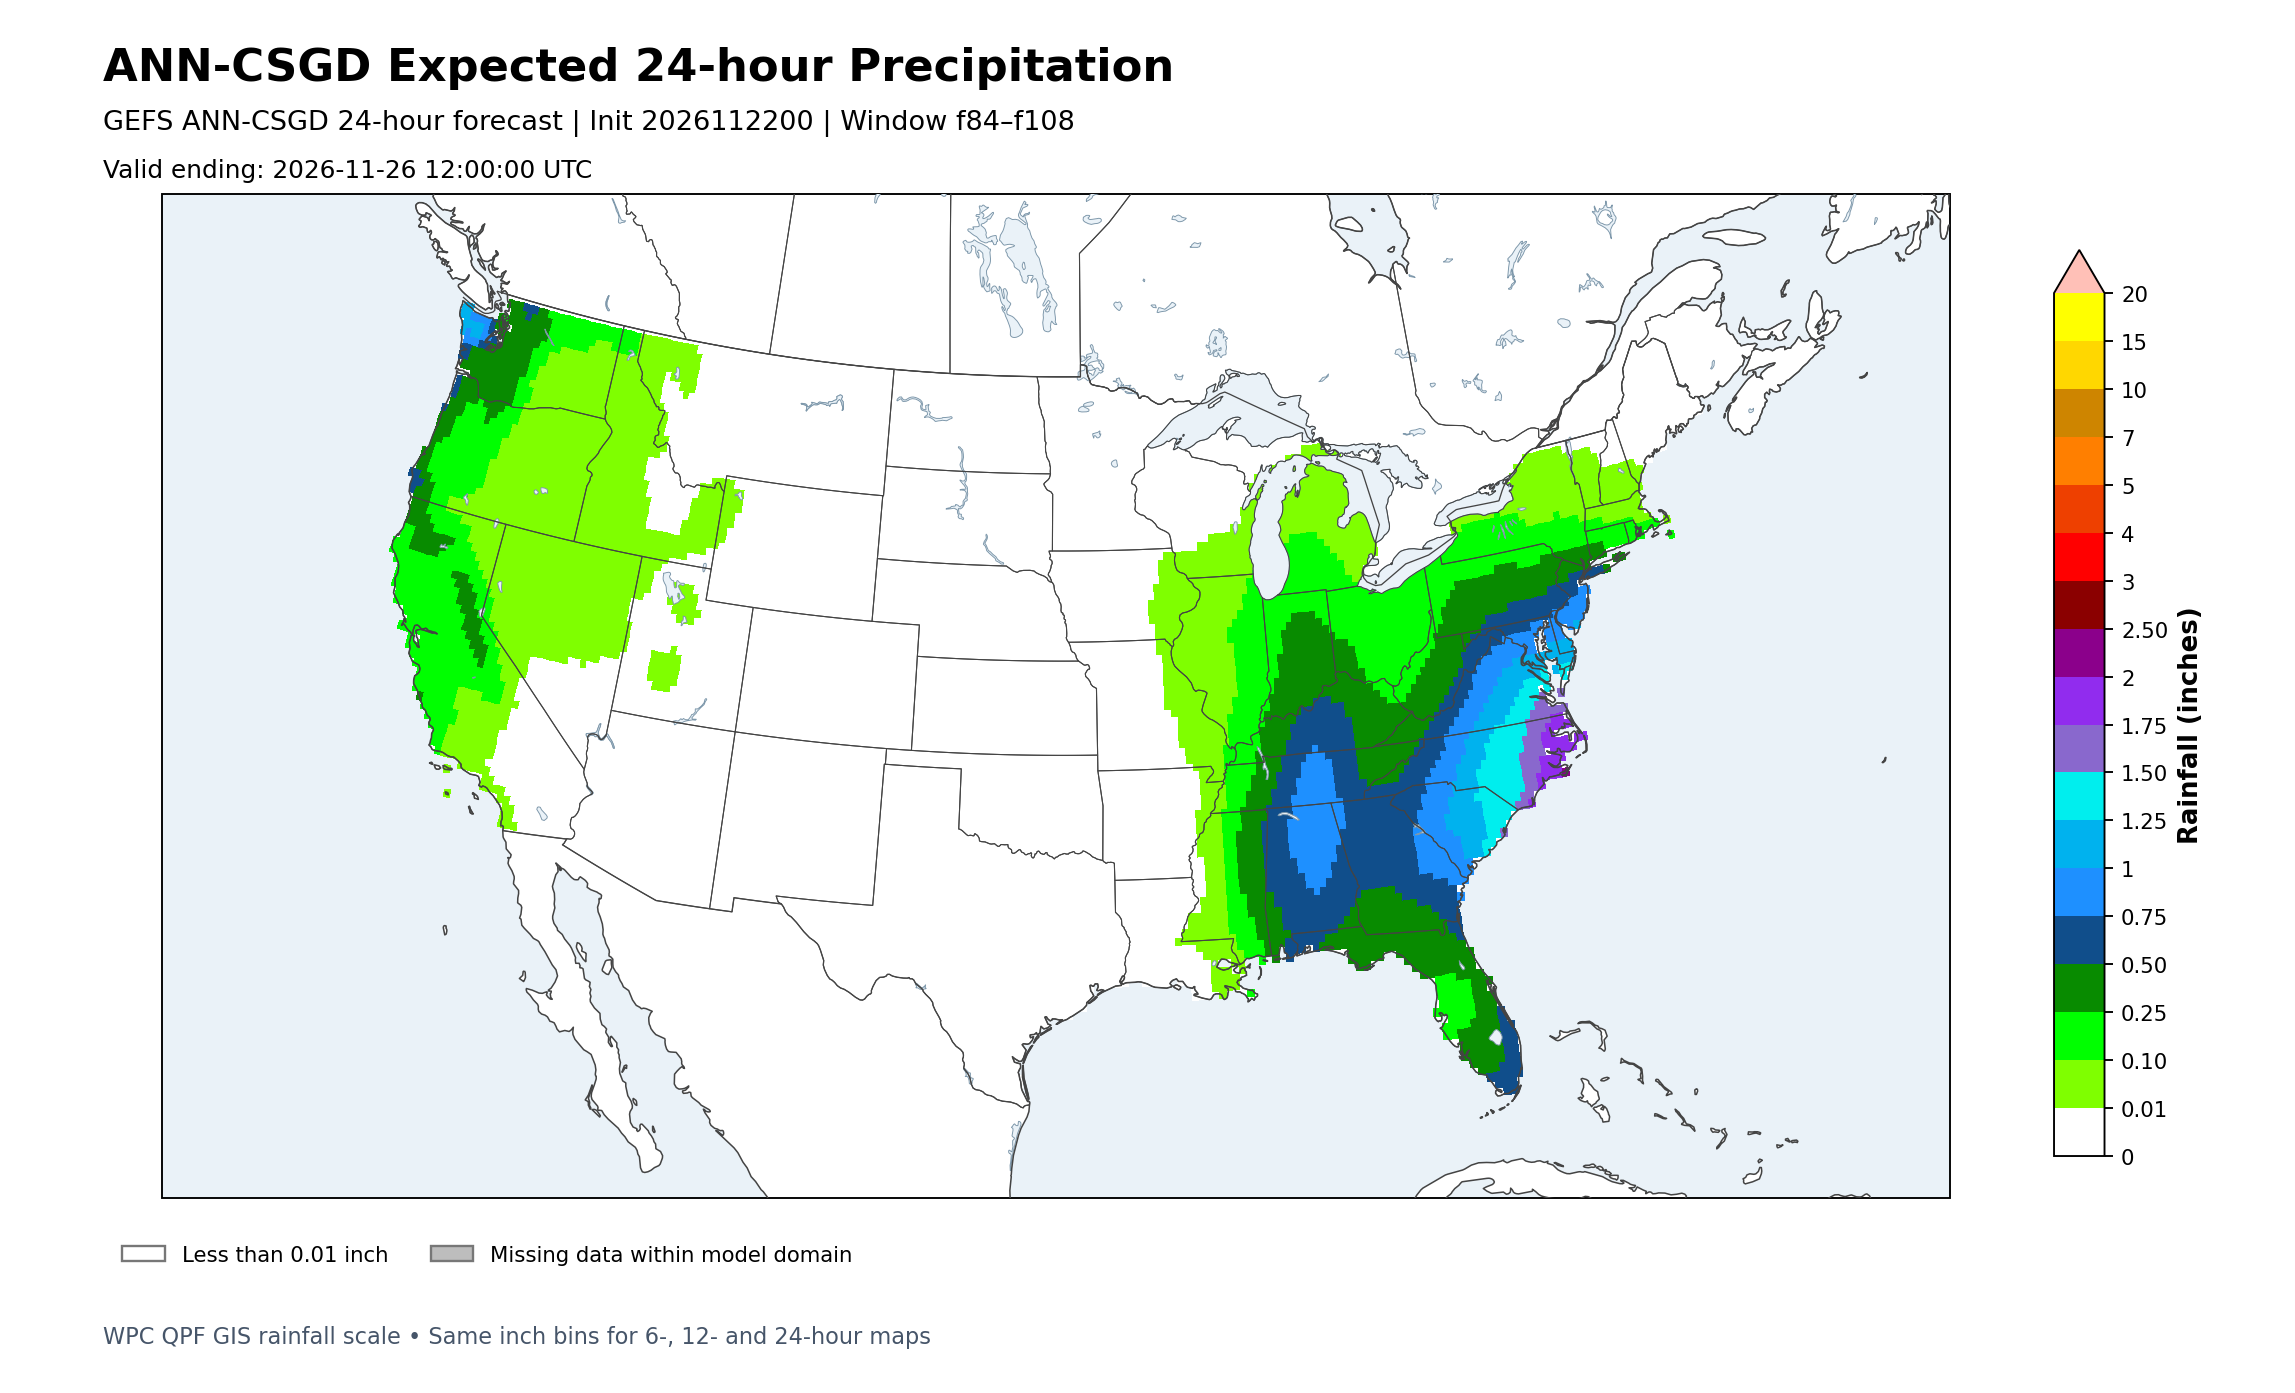 ANN-CSGD Expected 24-hour Precipitation
GEFS ANN-CSGD 24-hour forecast | Init 2026112200 | Window f84–f108
Valid ending: 2026-11-26 12:00:00 UTC
20
15
10
7
5
4
3
2.50
2
1.75
1.50
1.25
1
0.75
0.50
0.25
0.10
0.01
0
Rainfall (inches)
Less than 0.01 inch
Missing data within model domain
WPC QPF GIS rainfall scale • Same inch bins for 6-, 12- and 24-hour maps